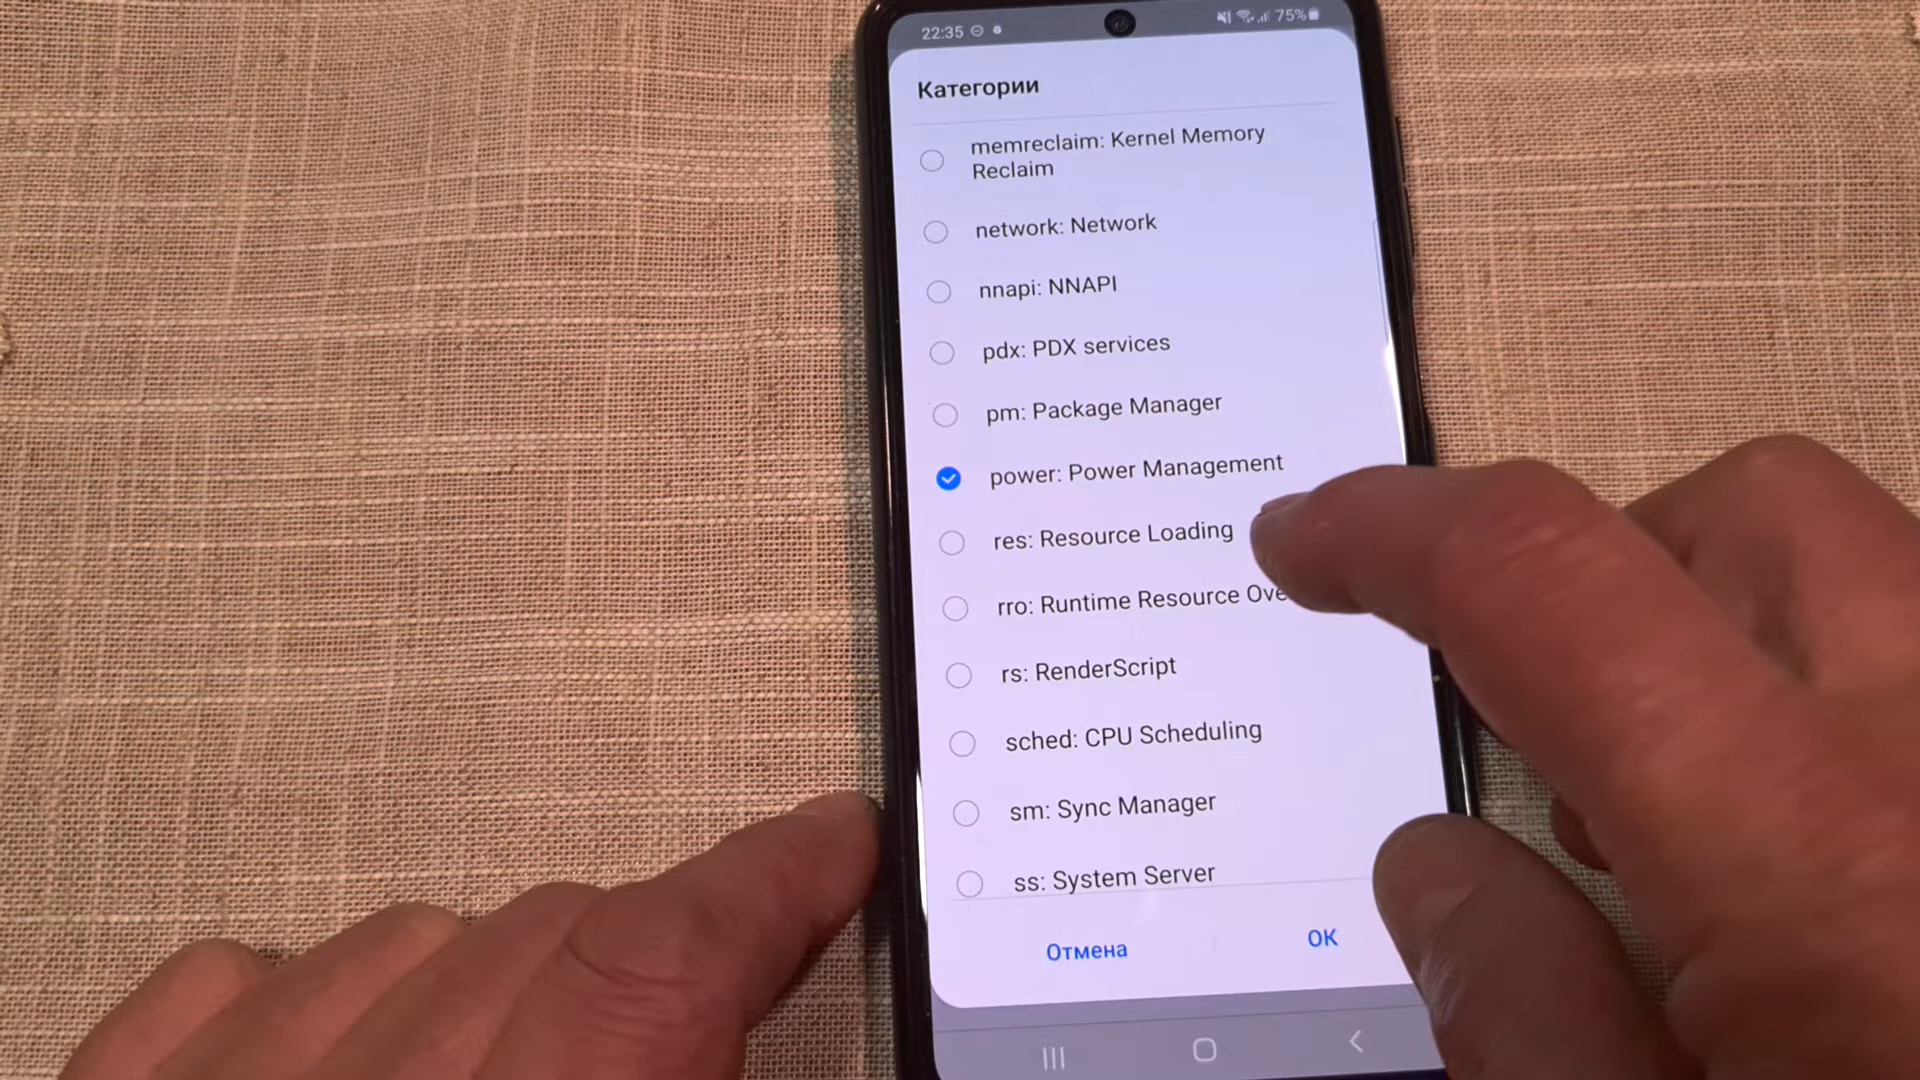 22:35
75%
Категории
memreclaim: Kernel Memory
Reclaim
network: Network
nnapi: NNAPI
pdx: PDX services
pm: Package Manager
power: Power Management
res: Resource Loading
rro: Runtime Resource
rs: RenderScript
sched: CPU Scheduling
sm: Sync Manager
ss: System Server
Отмена
OK